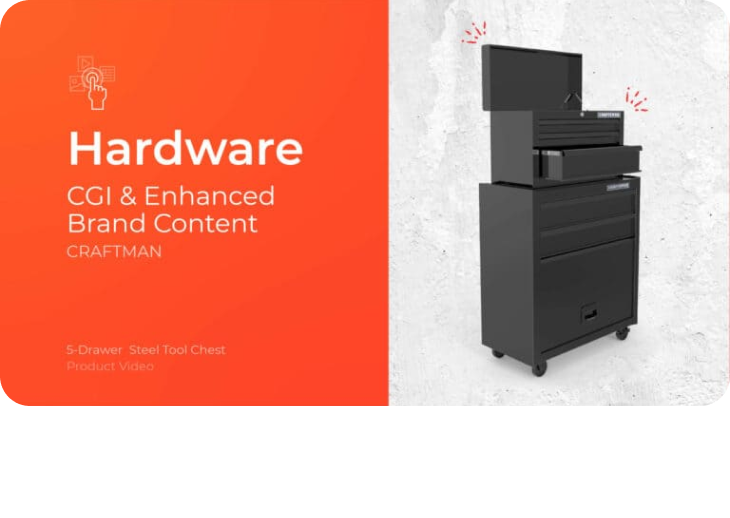 Hardware
CGI & Enhanced
Brand Content
CRAFTMAN
5-Drawer Steel Tool Chest
Product Video